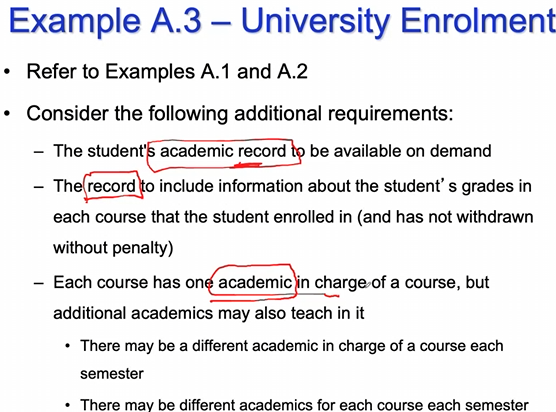 Example A.3 – University Enrolment
• Refer to Examples A.1 and A.2
• Consider the following additional requirements:
– The student's academic record to be available on demand
– The record to include information about the student's grades in
each course that the student enrolled in (and has not withdrawn
without penalty)
– Each course has one academic in charge of a course, but
additional academics may also teach in it
• There may be a different academic in charge of a course each
semester
• There may be different academics for each course each semester